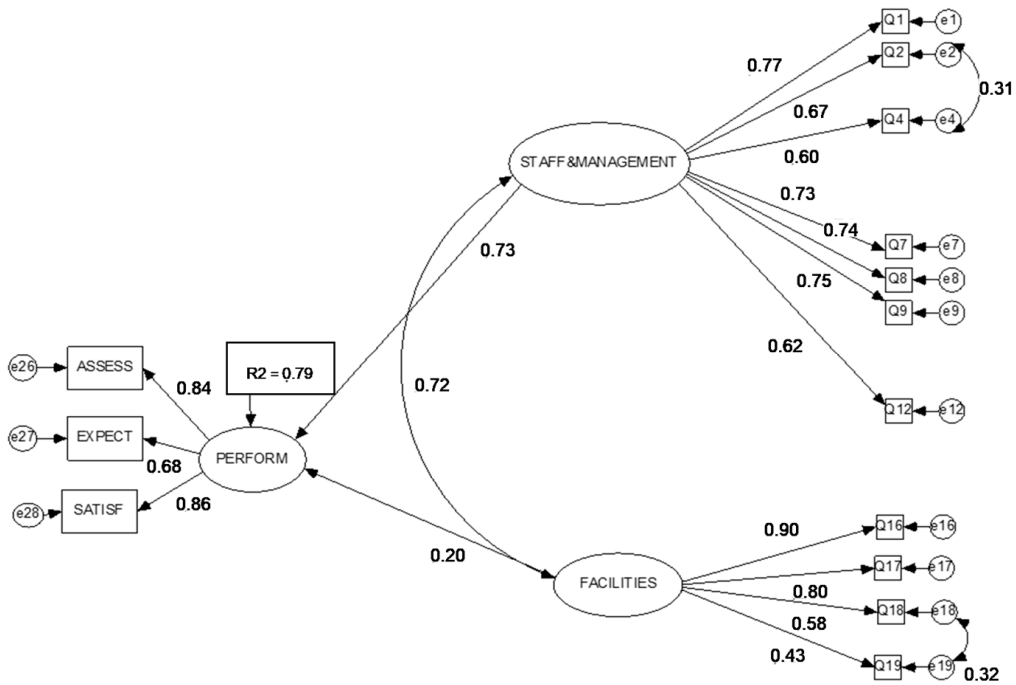 Q1 e1
Q2 e2
0.77
0.31
0.67
Q4 e4
0.60
STAFF&MANAGEMENT
0.73
0.74
Q7 e7
0.73
Q8 e8
0.75
Q9 e9
0.62
R2 = 0.79
e26 ASSESS
0.84
0.72
Q12 e12
e27 EXPECT
0.68
PERFORM
e28 SATISF
0.86
0.90
Q16 e16
0.20
Q17 e17
FACILITIES
0.80
Q18 e18
0.58
0.43
Q19 e19
0.32